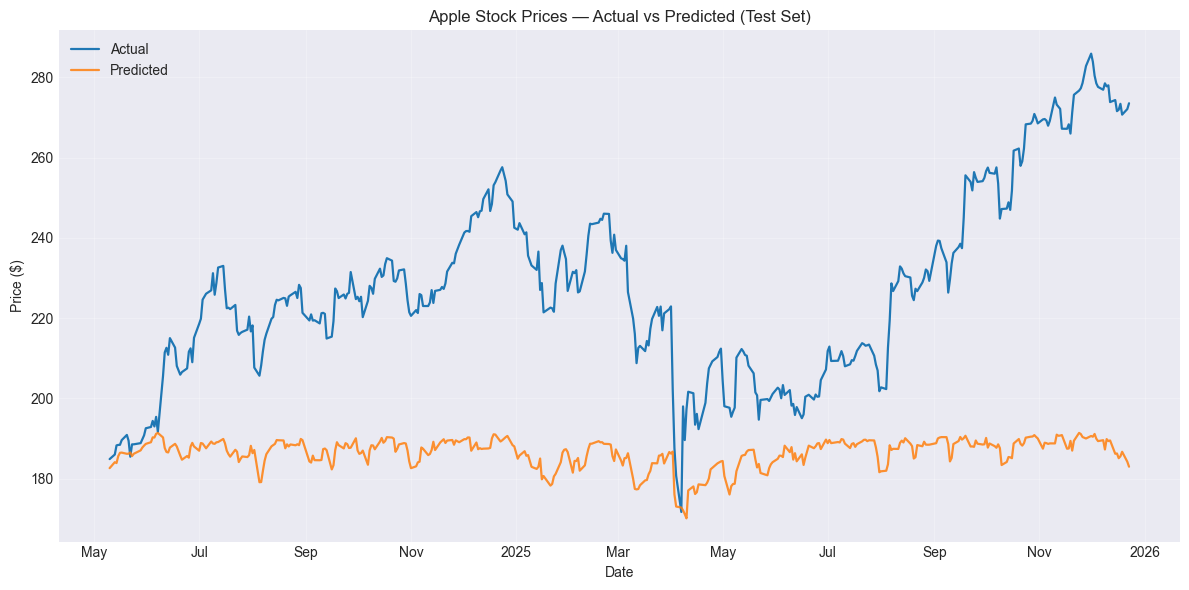 Apple Stock Prices — Actual vs Predicted (Test Set)
Actual
Predicted
280
260
240
220
200
180
Price ($)
May Jul Sep Nov 2025 Mar May Jul Sep Nov 2026
Date